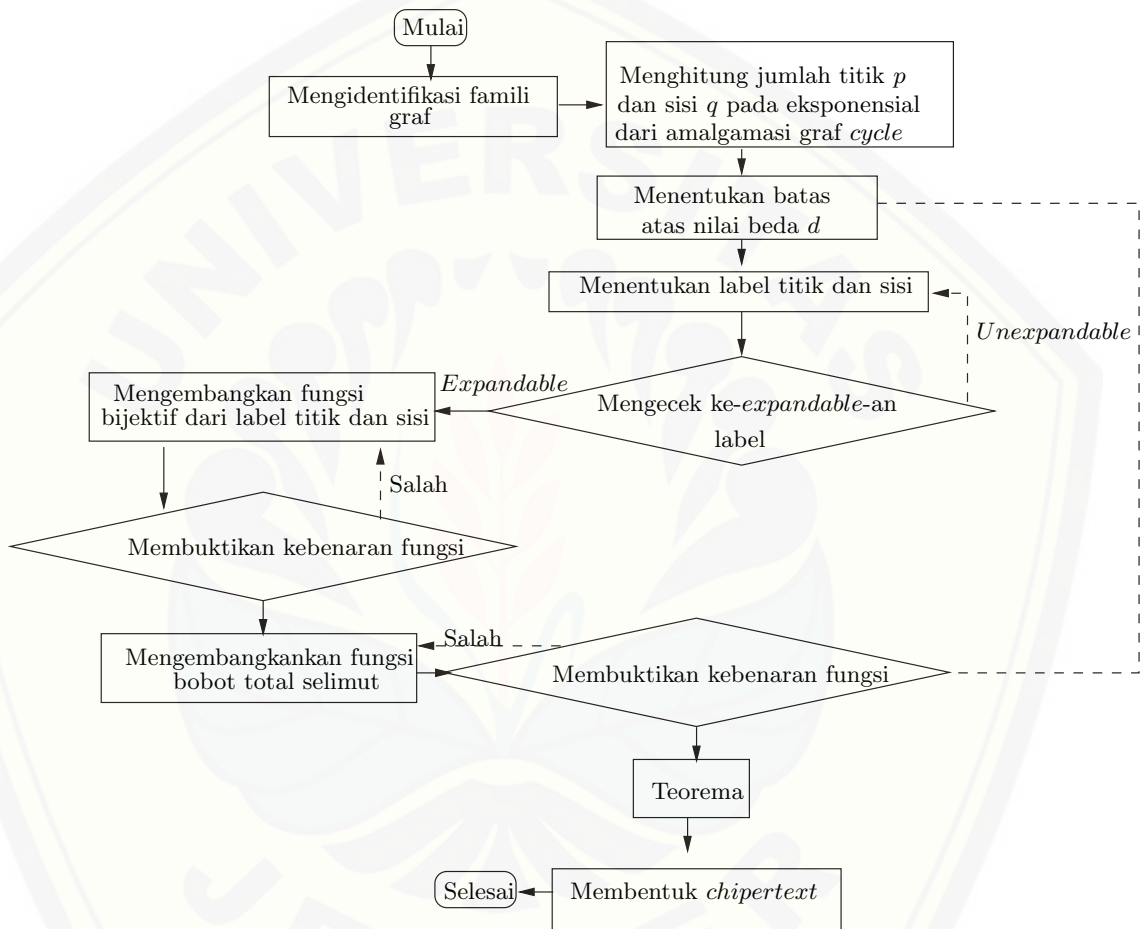 Mulai
Mengidentifikasi famili
graf
Menghitung jumlah titik p
dan sisi q pada eksponensial
dari amalgamasi graf cycle
Menentukan batas
atas nilai beda d
Menentukan label titik dan sisi
Unexpandable
Mengecek ke-expandable-an
label
Expandable
Mengembangkan fungsi
bijektif dari label titik dan sisi
Salah
Membuktikan kebenaran fungsi
Mengembangkankan fungsi
bobot total selimut
Salah
Membuktikan kebenaran fungsi
Teorema
Membentuk chipertext
Selesai
UNIVERSITAS